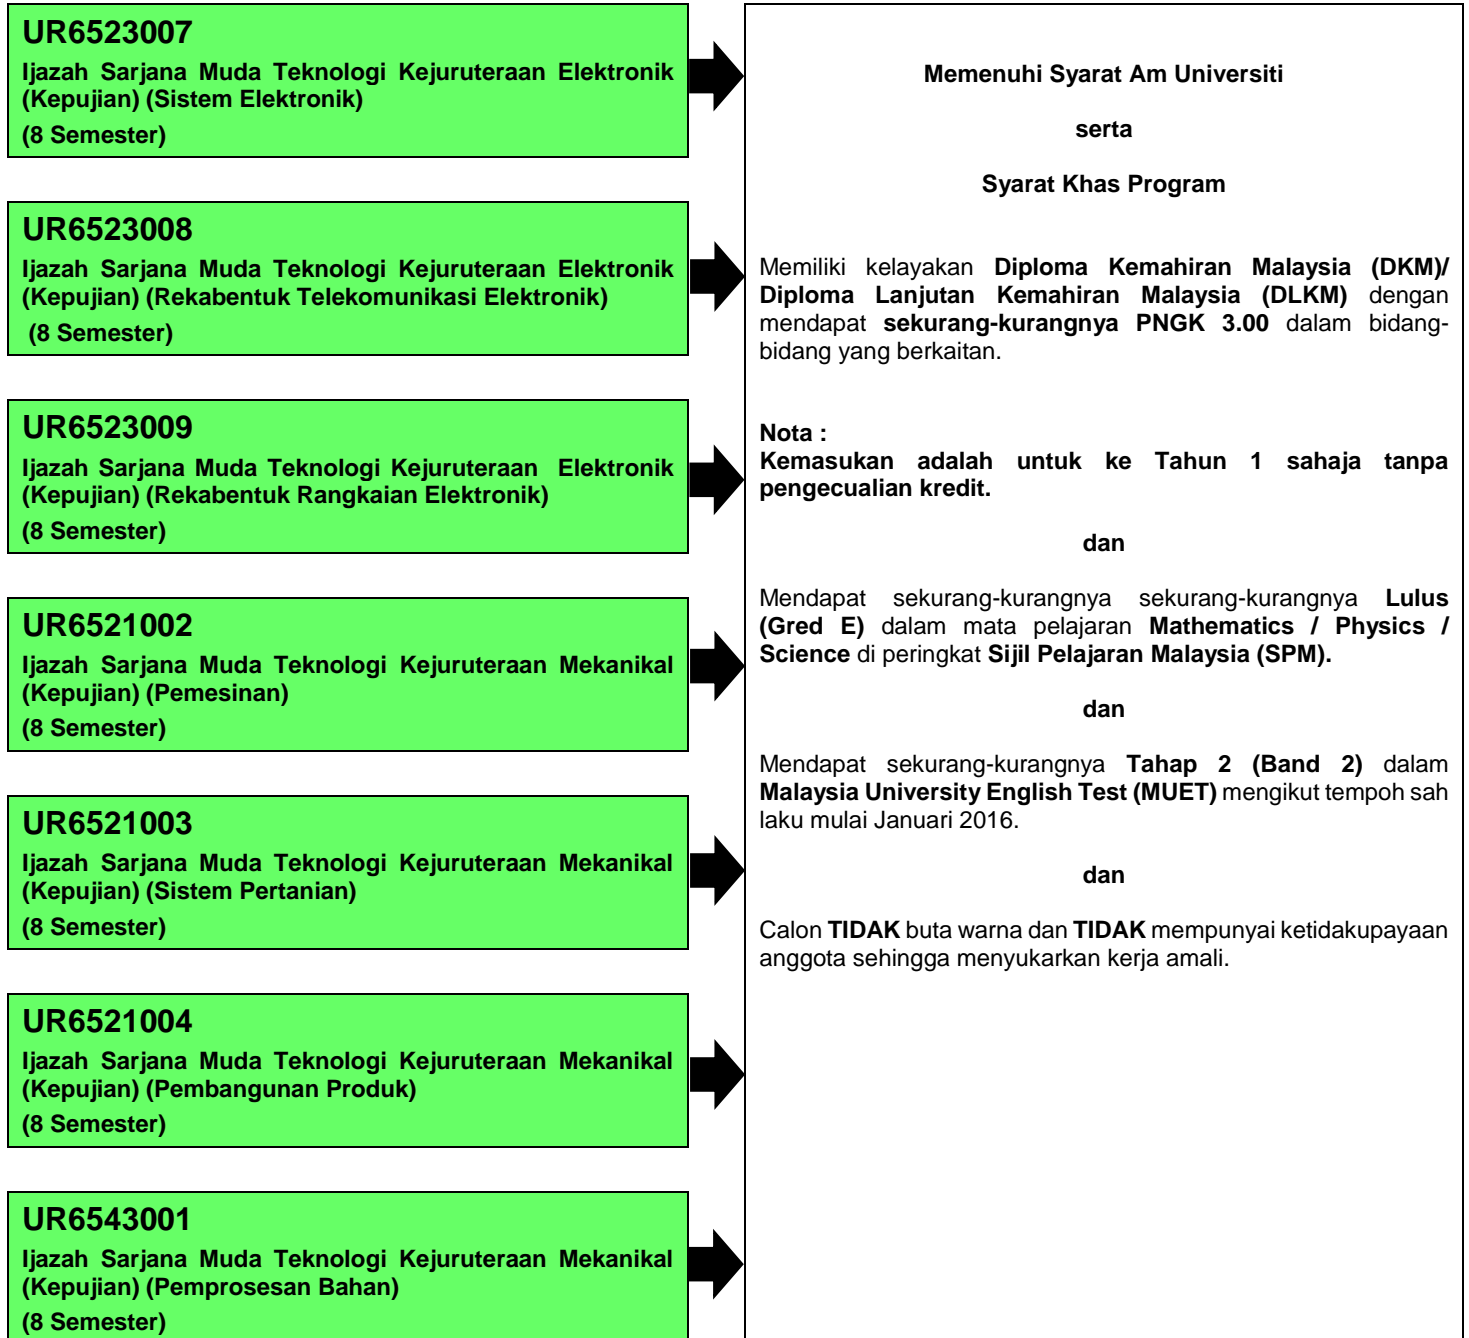 UR6523007
Ijazah Sarjana Muda Teknologi Kejuruteraan Elektronik
(Kepujian) (Sistem Elektronik)
(8 Semester)
UR6523008
Ijazah Sarjana Muda Teknologi Kejuruteraan Elektronik
(Kepujian) (Rekabentuk Telekomunikasi Elektronik)
(8 Semester)
UR6523009
Ijazah Sarjana Muda Teknologi Kejuruteraan Elektronik
(Kepujian) (Rekabentuk Rangkaian Elektronik)
(8 Semester)
UR6521002
Ijazah Sarjana Muda Teknologi Kejuruteraan Mekanikal
(Kepujian) (Pemesinan)
(8 Semester)
UR6521003
Ijazah Sarjana Muda Teknologi Kejuruteraan Mekanikal
(Kepujian) (Sistem Pertanian)
(8 Semester)
UR6521004
Ijazah Sarjana Muda Teknologi Kejuruteraan Mekanikal
(Kepujian) (Pembangunan Produk)
(8 Semester)
UR6543001
Ijazah Sarjana Muda Teknologi Kejuruteraan Mekanikal
(Kepujian) (Pemprosesan Bahan)
(8 Semester)
Memenuhi Syarat Am Universiti
serta
Syarat Khas Program
Memiliki kelayakan Diploma Kemahiran Malaysia (DKM)/
Diploma Lanjutan Kemahiran Malaysia (DLKM) dengan
mendapat sekurang-kurangnya PNGK 3.00 dalam bidang-
bidang yang berkaitan.
Nota :
Kemasukan adalah untuk ke Tahun 1 sahaja tanpa
pengecualian kredit.
dan
Mendapat sekurang-kurangnya sekurang-kurangnya Lulus
(Gred E) dalam mata pelajaran Mathematics / Physics /
Science di peringkat Sijil Pelajaran Malaysia (SPM).
dan
Mendapat sekurang-kurangnya Tahap 2 (Band 2) dalam
Malaysia University English Test (MUET) mengikut tempoh sah
laku mulai Januari 2016.
dan
Calon TIDAK buta warna dan TIDAK mempunyai ketidakupayaan
anggota sehingga menyukarkan kerja amali.